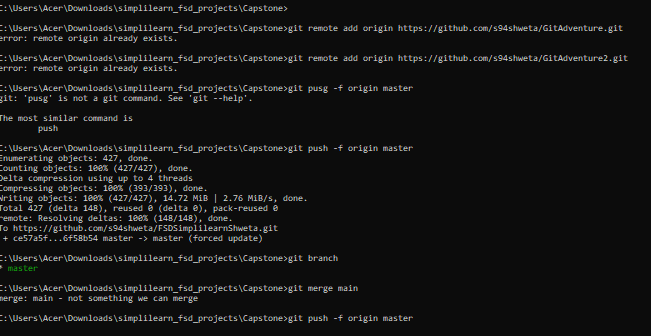 C:\Users\Acer\Downloads\simplilearn_fsd_projects\Capstone>
C:\Users\Acer\Downloads\simplilearn_fsd_projects\Capstone>git remote add origin https://github.com/s94shweta/GitAdventure.git
error: remote origin already exists.
C:\Users\Acer\Downloads\simplilearn_fsd_projects\Capstone>git remote add origin https://github.com/s94shweta/GitAdventure2.git
error: remote origin already exists.
C:\Users\Acer\Downloads\simplilearn_fsd_projects\Capstone>git pusg -f origin master
git: 'pusg' is not a git command. See 'git --help'.
The most similar command is
push
C:\Users\Acer\Downloads\simplilearn_fsd_projects\Capstone>git push -f origin master
Enumerating objects: 427, done.
Counting objects: 100% (427/427), done.
Delta compression using up to 4 threads
Compressing objects: 100% (393/393), done.
Writing objects: 100% (427/427), 14.72 MiB | 2.76 MiB/s, done.
Total 427 (delta 148), reused 0 (delta 0), pack-reused 0
remote: Resolving deltas: 100% (148/148), done.
To https://github.com/s94shweta/FSDSimplilearnShweta.git
+ ce57a5f...6f58b54 master -> master (forced update)
C:\Users\Acer\Downloads\simplilearn_fsd_projects\Capstone>git branch
* master
C:\Users\Acer\Downloads\simplilearn_fsd_projects\Capstone>git merge main
merge: main - not something we can merge
C:\Users\Acer\Downloads\simplilearn_fsd_projects\Capstone>git push -f origin master